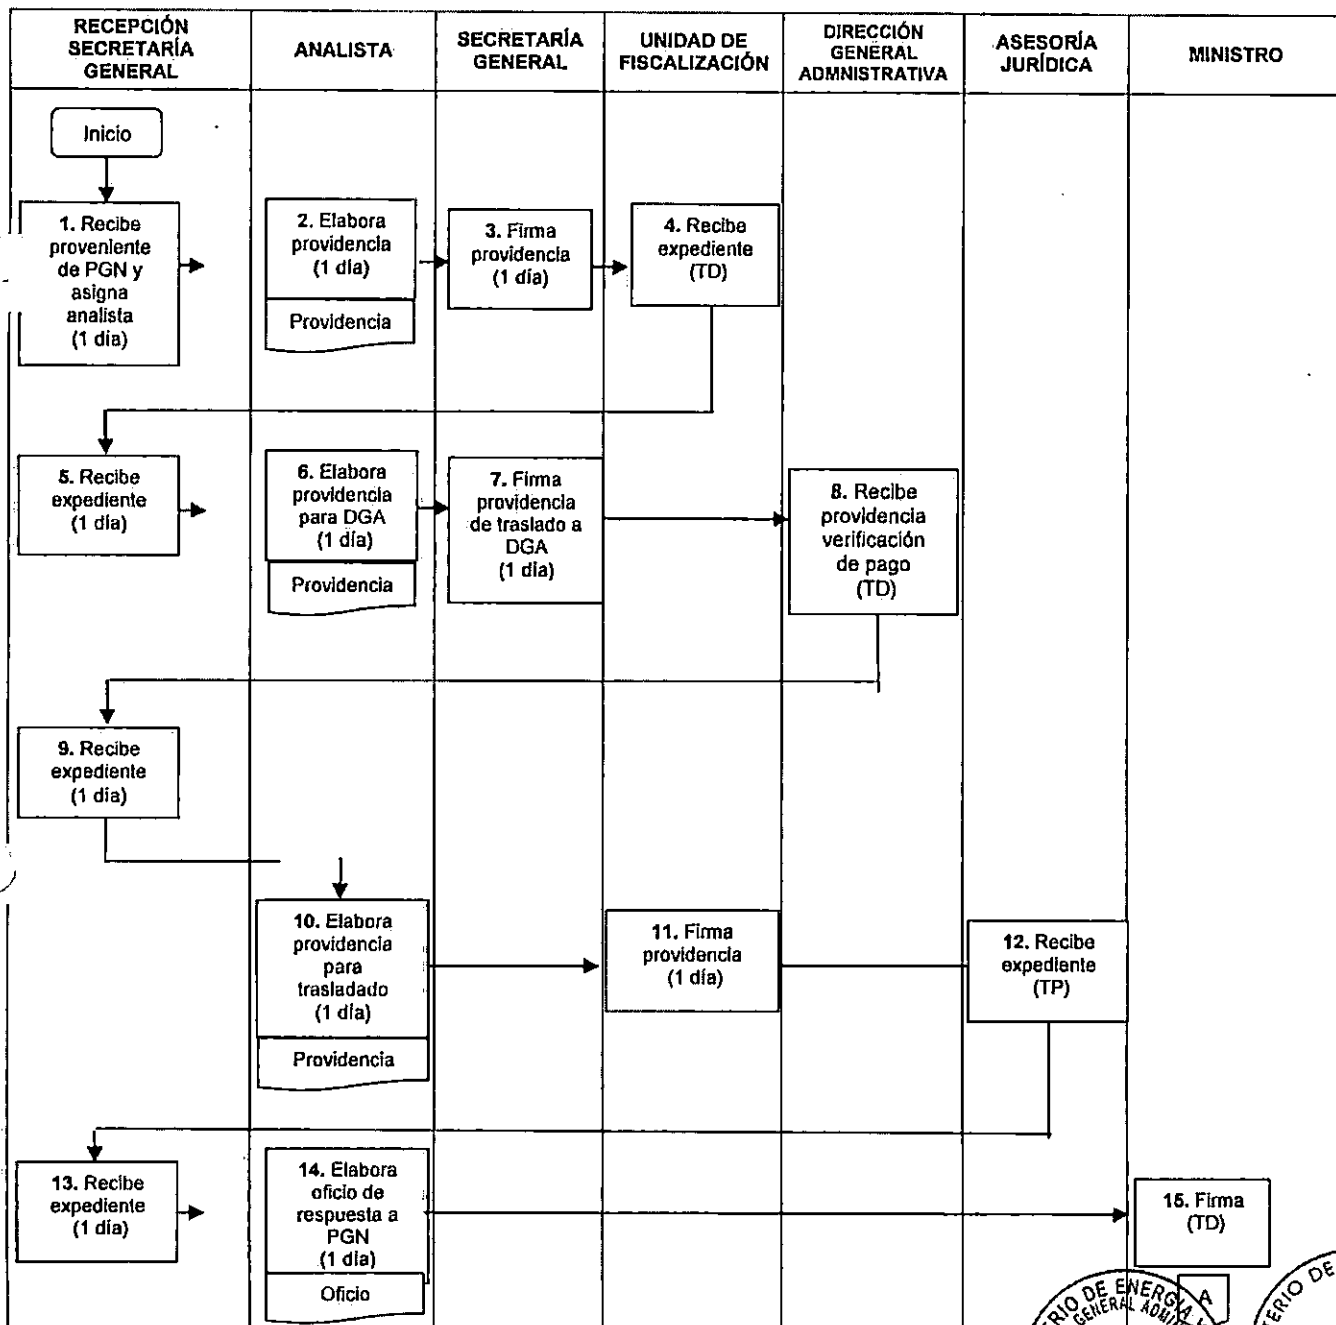 RECEPCIÓN
SECRETARÍA
GENERAL
ANALISTA
SECRETARÍA
GENERAL
UNIDAD DE
FISCALIZACIÓN
DIRECCIÓN
GENERAL
ADMNISTRATIVA
ASESORÍA
JURÍDICA
MINISTRO
Inicio
1. Recibe
proveniente
de PGN y
asigna
analista
(1 día)
2. Elabora
providencia
(1 día)
Providencia
3. Firma
providencia
(1 día)
4. Recibe
expediente
(TD)
5. Recibe
expediente
(1 día)
6. Elabora
providencia
para DGA
(1 día)
Providencia
7. Firma
providencia
de traslado a
DGA
(1 día)
8. Recibe
providencia
verificación
de pago
(TD)
9. Recibe
expediente
(1 día)
10. Elabora
providencia
para
trasladado
(1 día)
Providencia
11. Firma
providencia
(1 día)
12. Recibe
expediente
(TP)
13. Recibe
expediente
(1 día)
14. Elabora
oficio de
respuesta a
PGN
(1 día)
Oficio
15. Firma
(TD)
A
DE ENERGÍA
GENERAL
DE